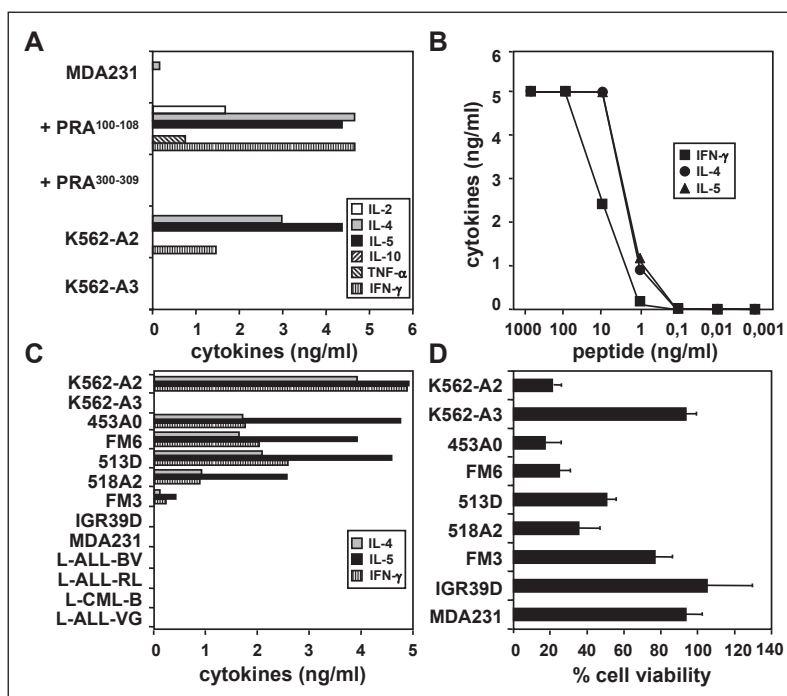 A
MDA231
+ PRA100-108
+ PRA300-309
K562-A2
K562-A3
IL-2
IL-4
IL-5
IL-10
TNF-α
IFN-γ
0 1 2 3 4 5 6
cytokines (ng/ml)
B
cytokines (ng/ml)
6
5
4
3
2
1
0
IFN-γ
IL-4
IL-5
1000 100 10 1 0,1 0,01 0,001
peptide (ng/ml)
C
K562-A2
K562-A3
453A0
FM6
513D
518A2
FM3
IGR39D
MDA231
L-ALL-BV
L-ALL-RL
L-CML-B
L-ALL-VG
IL-4
IL-5
IFN-γ
0 1 2 3 4 5
cytokines (ng/ml)
D
K562-A2
K562-A3
453A0
FM6
513D
518A2
FM3
IGR39D
MDA231
0 20 40 60 80 100 120 140
% cell viability